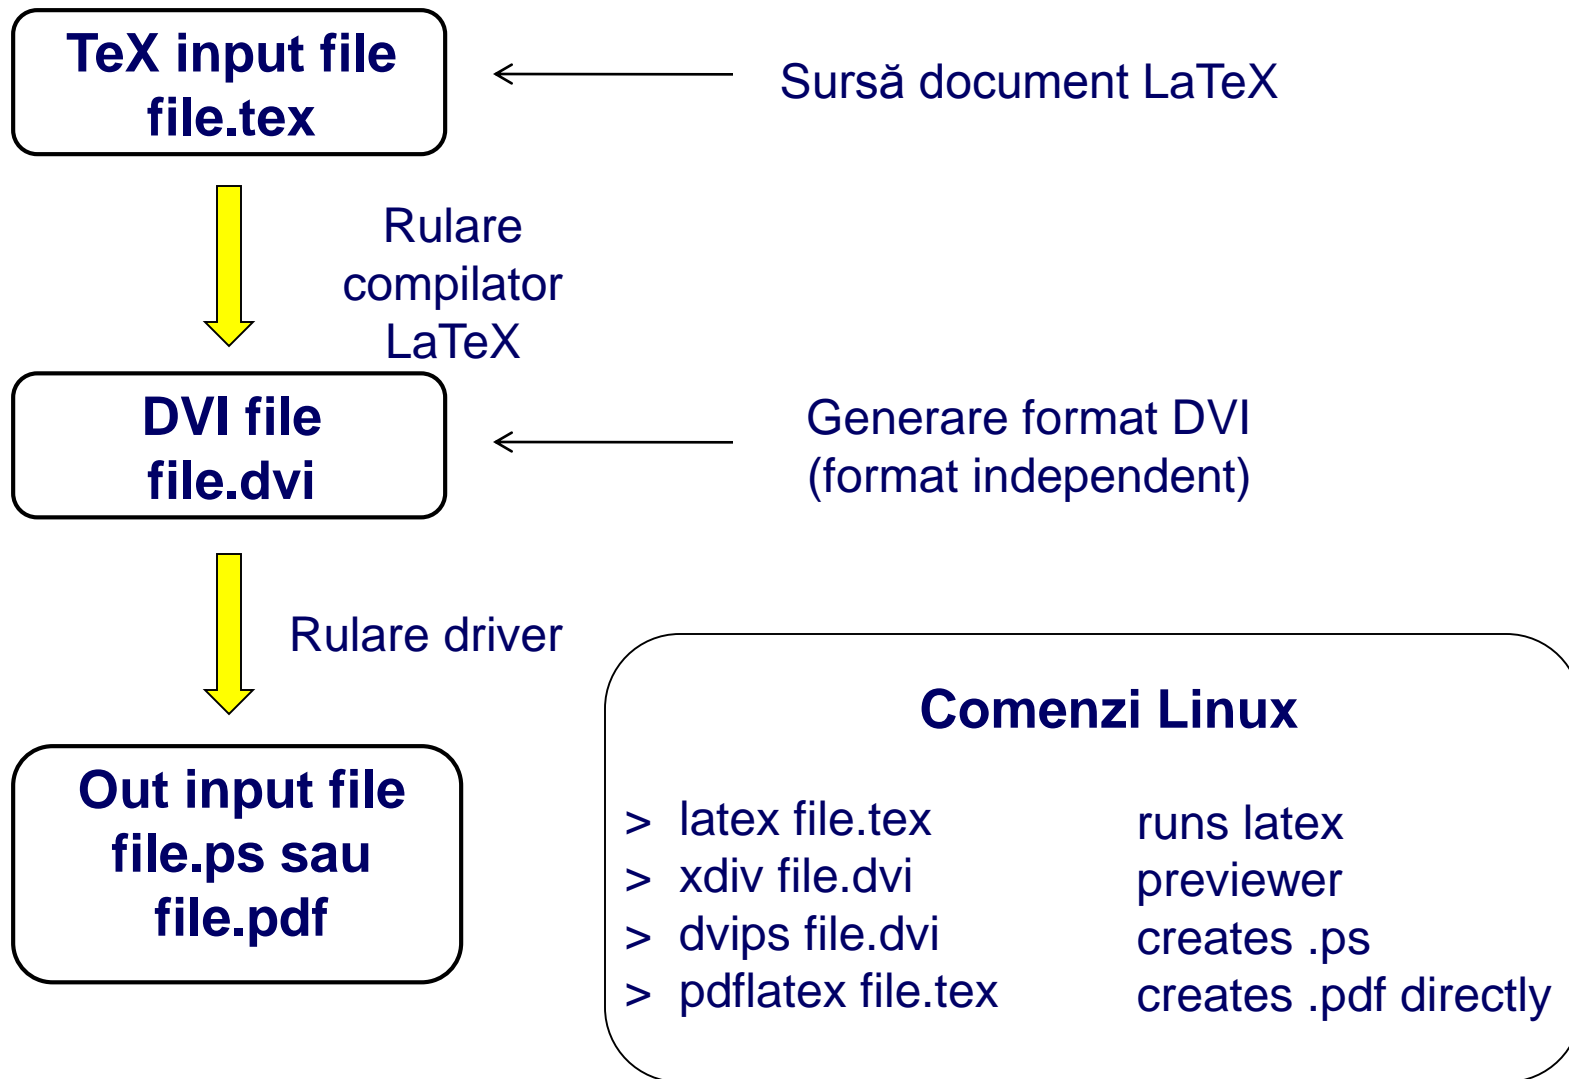 TeX input file
file.tex
Sursă document LaTeX
Rulare
compilator
LaTeX
DVI file
file.dvi
Generare format DVI
(format independent)
Rulare driver
Out input file
file.ps sau
file.pdf
Comenzi Linux
> latex file.tex runs latex
> xdiv file.dvi previewer
> dvips file.dvi creates .ps
> pdflatex file.tex creates .pdf directly